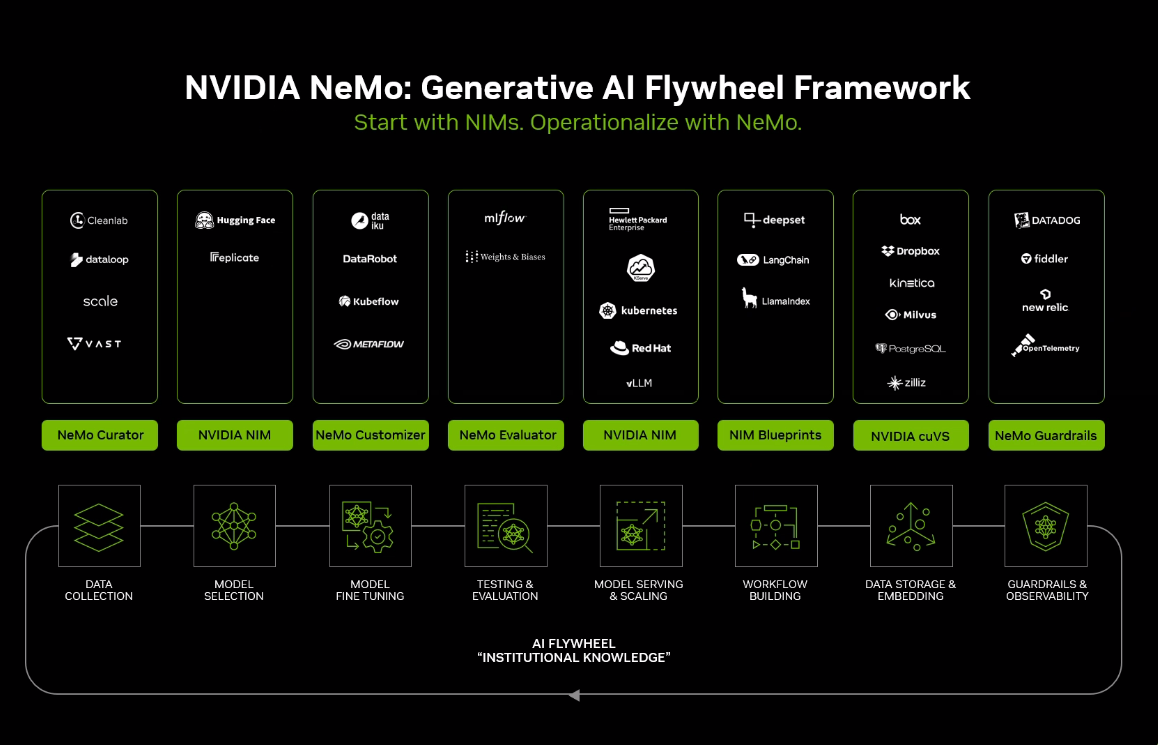 NVIDIA NeMo: Generative AI Flywheel Framework
Start with NIMs. Operationalize with NeMo.
Cleanlab
dataloop
scale
VAST
Hugging Face
Replicate
data
iku
DataRobot
Kubeflow
METAFLOW
mlflow
Weights & Biases
Hewlett Packard
Enterprise
KServe
kubernetes
Red Hat
vLLM
deepset
LangChain
LlamaIndex
box
Dropbox
kinetica
Milvus
PostgreSQL
zilliz
DATADOG
fiddler
new relic
OpenTelemetry
NeMo Curator
NVIDIA NIM
NeMo Customizer
NeMo Evaluator
NVIDIA NIM
NIM Blueprints
NVIDIA cuVS
NeMo Guardrails
DATA
COLLECTION
MODEL
SELECTION
MODEL
FINE TUNING
TESTING &
EVALUATION
MODEL SERVING
& SCALING
WORKFLOW
BUILDING
DATA STORAGE &
EMBEDDING
GUARDRAILS &
OBSERVABILITY
AI FLYWHEEL
“INSTITUTIONAL KNOWLEDGE”